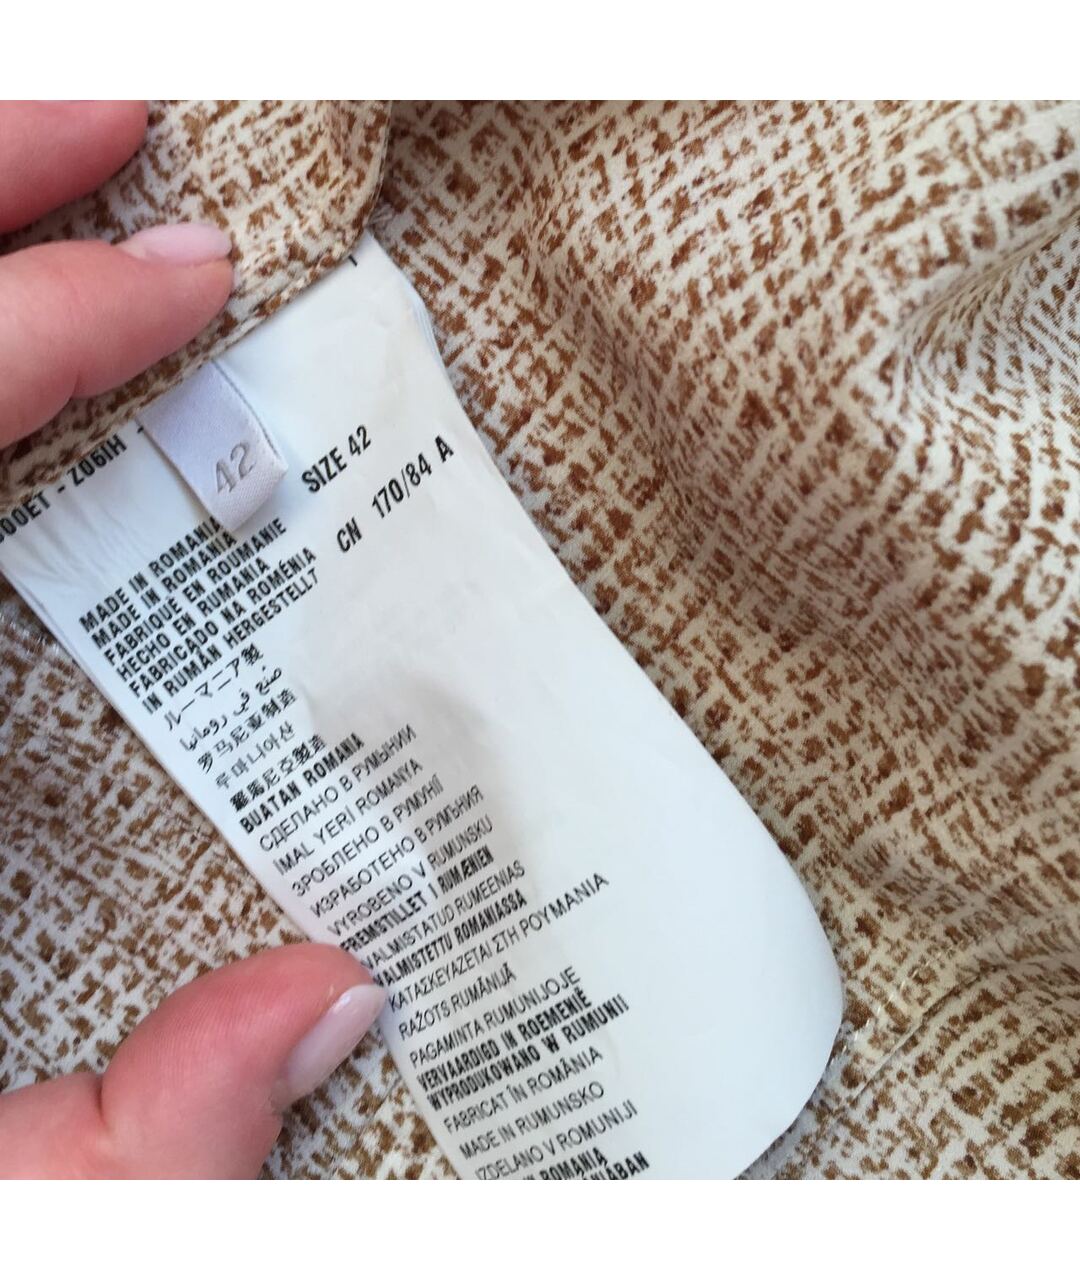 OOET - Z06IH -
42
SIZE 42
CN 170/84 A
MADE IN ROMANIA
MADE IN ROMANIA
FABRIQUE EN ROUMANIE
HECHO EN RUMANIA
FABRICADO NA ROMÉNIA
IN RUMÄN HERGESTELLT
ルーマニア製
صنع في رومانيا
罗马尼亚制造
루마니아산
羅馬尼亞製造
BUATAN ROMANIA
СДЕЛАНО В РУМЫНИИ
İMAL YERİ ROMANYA
ЗРОБЛЕНО В РУМУНІЇ
ИЗРАБОТЕНО В РУМЪНИЯ
VYROBENO V RUMUNSKU
FREMSTILLET I RUMÆNIEN
VALMISTATUD RUMEENIAS
VALMISTETTU ROMANIASSA
ΚΑΤΑΣΚΕΥΑΖΕΤΑΙ ΣΤΗ ΡΟΥΜΑΝΙΑ
RAŽOTS RUMĀNIJĀ
PAGAMINTA RUMUNIJOJE
VERVAARDIGD IN ROEMENIË
WYPRODUKOWANO W RUMUNII
FABRICAT ÎN ROMÂNIA
MADE IN RUMUNSKO
IZDELANO V ROMUNIJI
ROMANIA